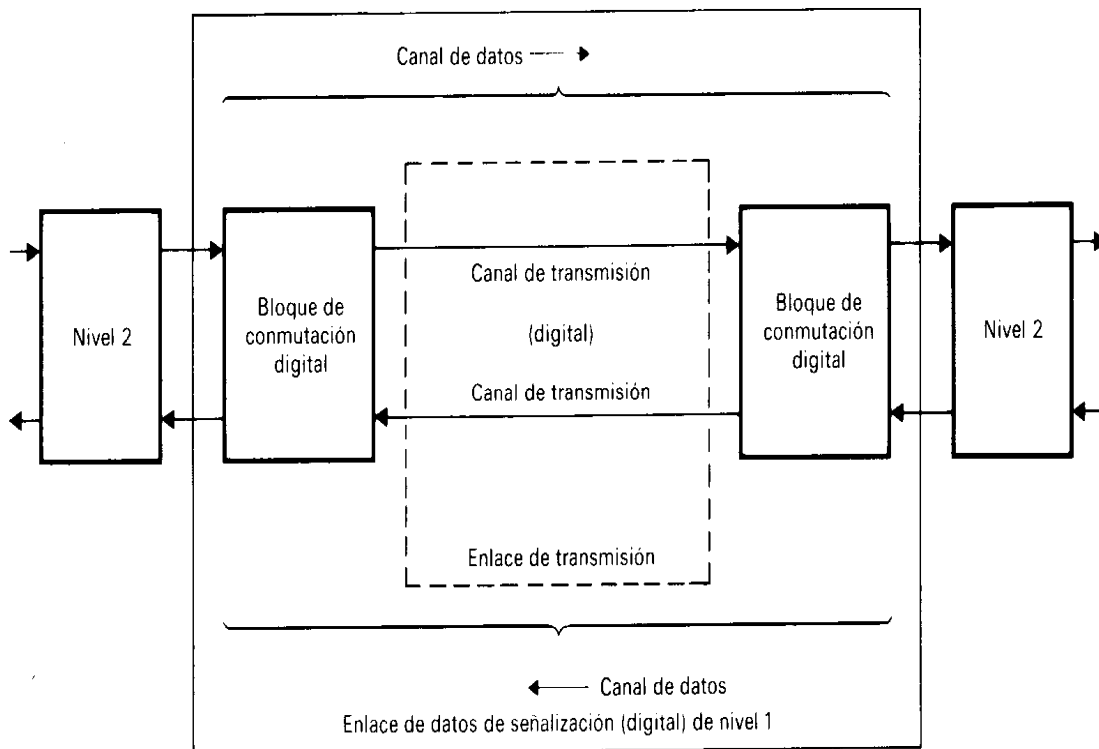 Canal de datos
Nivel 2
Bloque de
conmutación
digital
Canal de transmisión
(digital)
Canal de transmisión
Enlace de transmisión
Bloque de
conmutación
digital
Nivel 2
Canal de datos
Enlace de datos de señalización (digital) de nivel 1